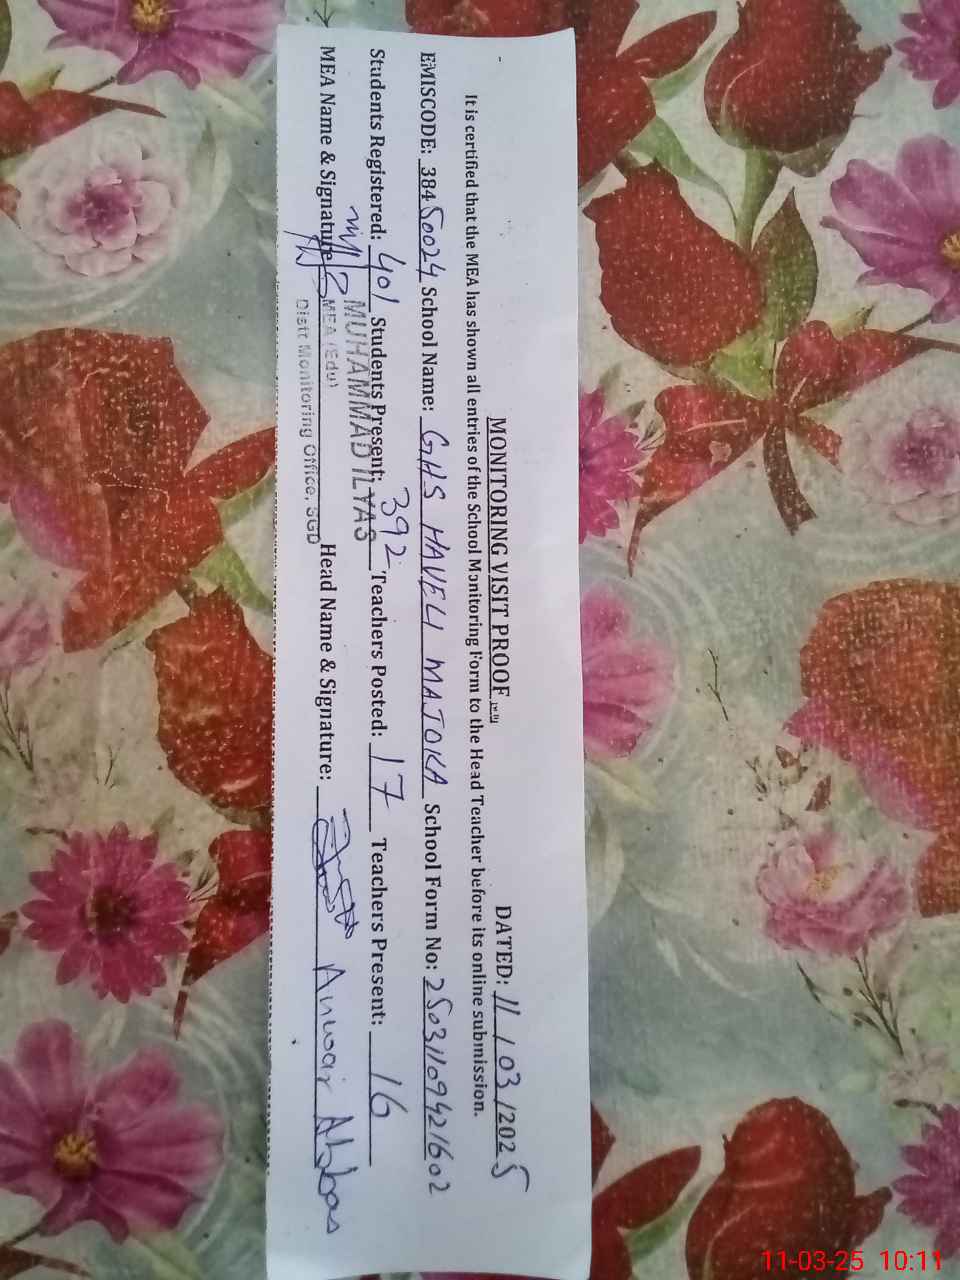 MONITORING VISIT PROOF DATED: 11/03/2025
It is certified that the MEA has shown all entries of the School Monitoring Form to the Head Teacher before its online submission.
EMISCODE: 38450024 School Name: GHS HAVELI MAJOKA School Form No: 25031109421602
Students Registered: 401 Students Present: 392 Teachers Posted: 17 Teachers Present: 16
MUHAMMAD ILYAS
MEA Name & Signature Head Name & Signature: Anwar Abbas
MEA (Edu)
Distt Monitoring Office, SGD
11-03-25 10:11